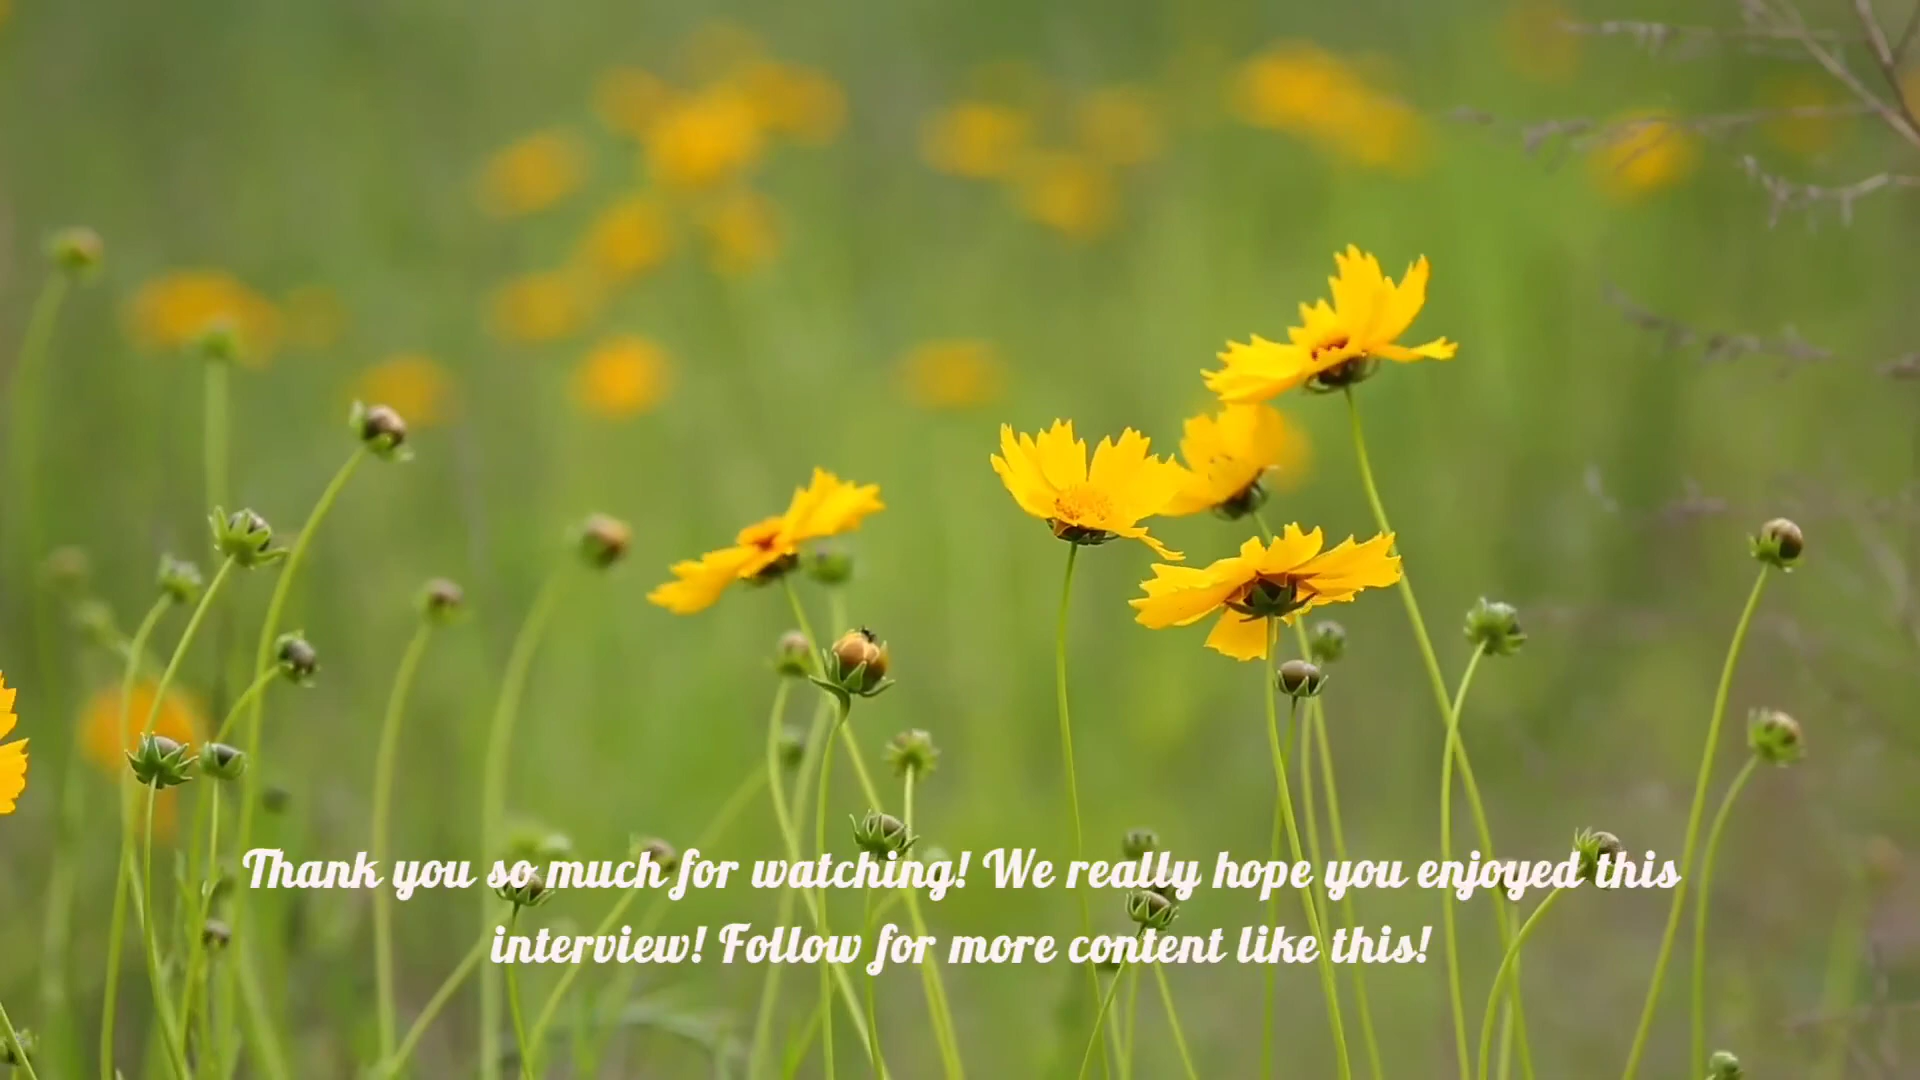 Thank you so much for watching! We really hope you enjoyed this
interview! Follow for more content like this!